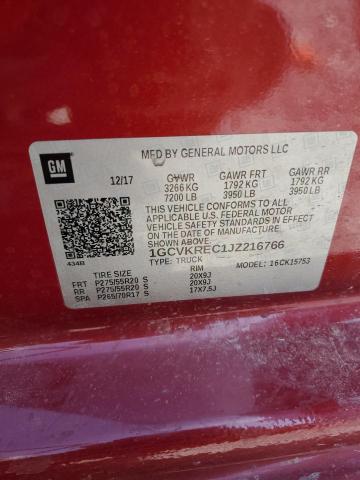 GM
MFD BY GENERAL MOTORS LLC
12/17 GVWR GAWR FRT GAWR RR
3266 KG 1792 KG 1792 KG
7200 LB 3950 LB 3950 LB
THIS VEHICLE CONFORMS TO ALL
APPLICABLE U.S. FEDERAL MOTOR
VEHICLE SAFETY STANDARDS IN
EFFECT ON THE DATE OF
MANUFACTURE SHOWN ABOVE.
1GCVKREC1JZ216766
434B TYPE: TRUCK MODEL: 16CK15753
TIRE SIZE RIM
FRT P275/55R20 S 20X9J
RR P275/55R20 S 20X9J
SPA P265/70R17 S 17X7.5J